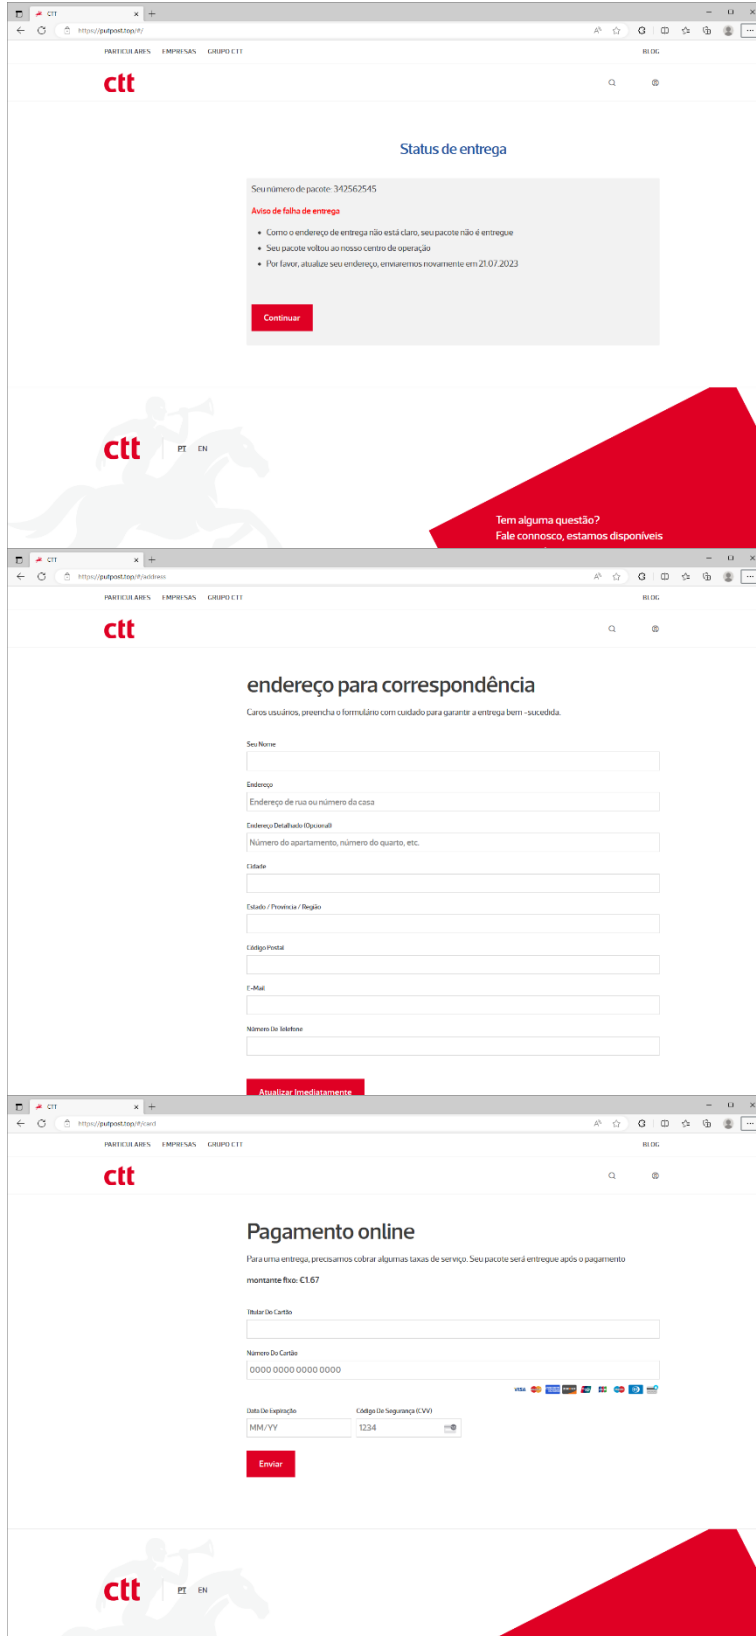 CTT
https://putpost.top/#/
PARTICULARES EMPRESAS GRUPO CTT BLOG
ctt
Status de entrega
Seu número de pacote: 342562545
Aviso de falha de entrega
Como o endereço de entrega não está claro, seu pacote não é entregue
Seu pacote voltou ao nosso centro de operação
Por favor, atualize seu endereço, enviaremos novamente em 21.07.2023
Continuar
ctt PT EN
Tem alguma questão?
Fale connosco, estamos disponíveis
CTT
https://putpost.top/#/address
PARTICULARES EMPRESAS GRUPO CTT BLOG
ctt
endereço para correspondência
Caros usuários, preencha o formulário com cuidado para garantir a entrega bem -sucedida.
Seu Nome
Endereço
Endereço de rua ou número da casa
Endereço Detalhado (Opcional)
Número do apartamento, número do quarto, etc.
Cidade
Estado / Província / Região
Código Postal
E-Mail
Número De Telefone
Atualizar Imediatamente
CTT
https://putpost.top/#/card
PARTICULARES EMPRESAS GRUPO CTT BLOG
ctt
Pagamento online
Para uma entrega, precisamos cobrar algumas taxas de serviço. Seu pacote será entregue após o pagamento
montante fixo: €1.67
Titular Do Cartão
Número Do Cartão
0000 0000 0000 0000
VISA
Data De Expiração Código De Segurança (CVV)
MM/YY 1234
Enviar
ctt PT EN